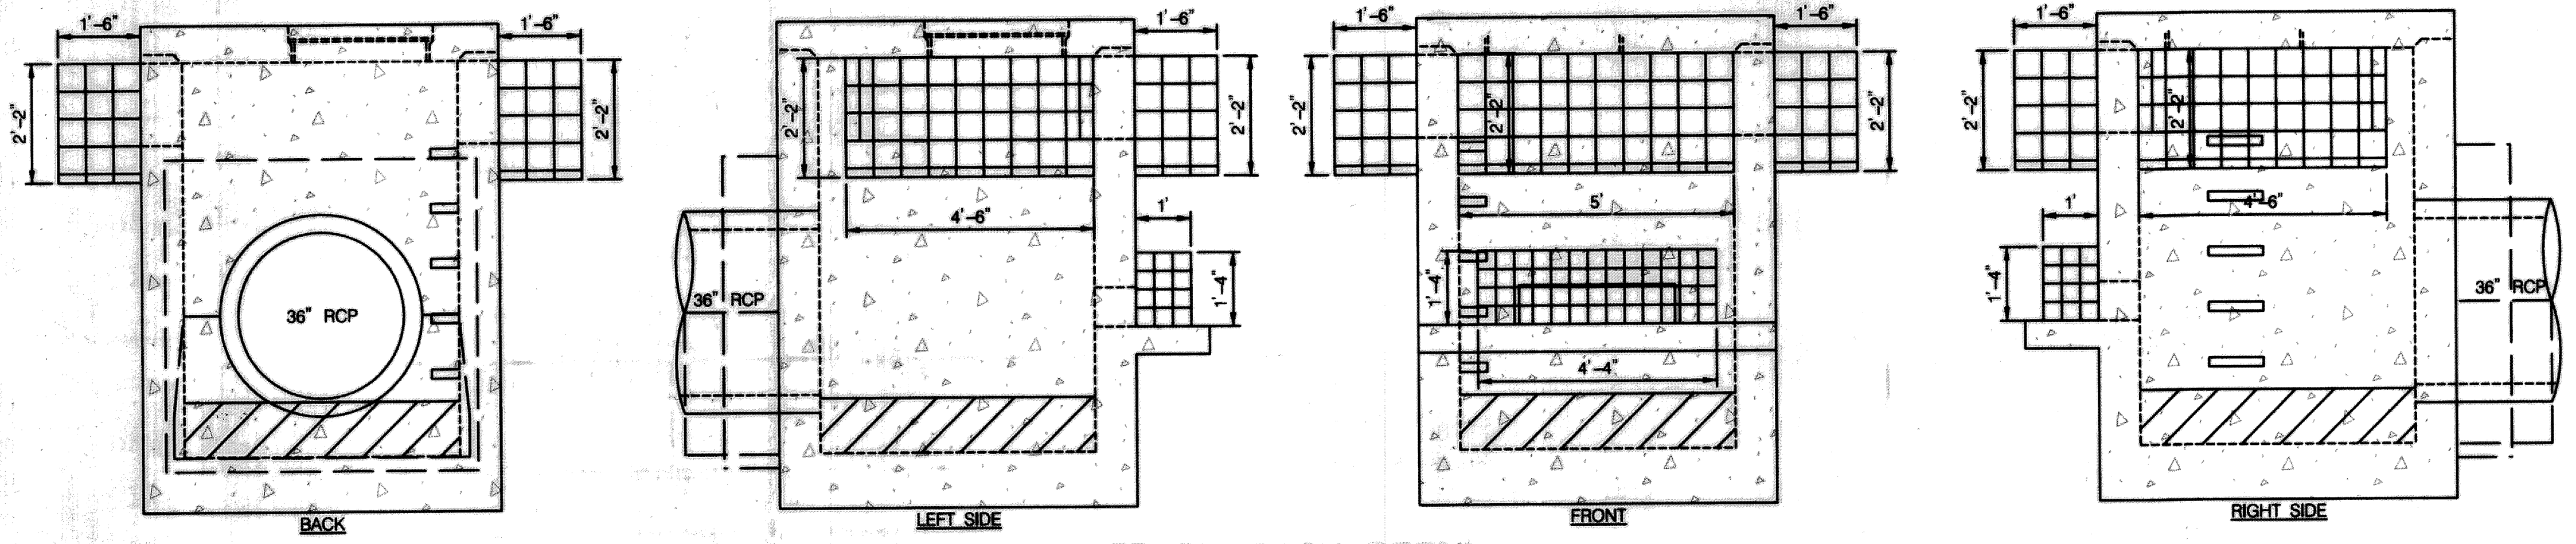 1'-6" 1'-6"
2'-2" 2'-2"
36" RCP
BACK
1'-6"
2'-2" 2'-2"
4'-6" 1'
36" RCP 1'-4"
LEFT SIDE
1'-6" 1'-6"
2'-2" 2'-2" 2'-2"
5'
1'-4"
4'-4"
FRONT
1'-6"
2'-2" 2'-2"
1' 4'-6"
1'-4" 36" RCP
RIGHT SIDE